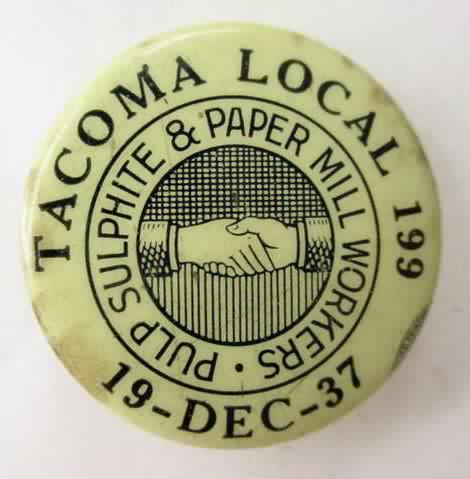 TACOMA LOCAL 199
PULP SULPHITE & PAPER MILL WORKERS •
19-DEC-37